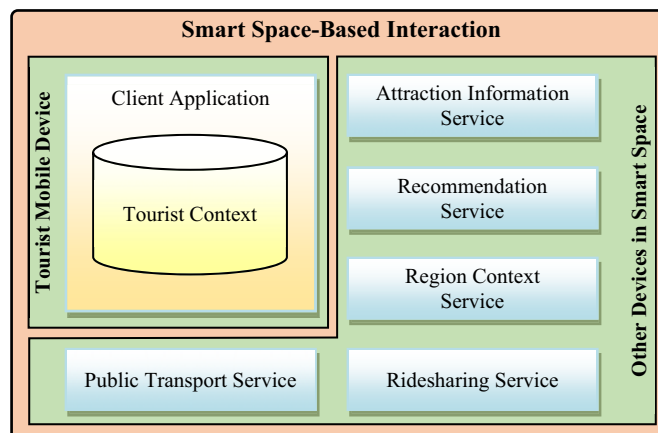 Smart Space-Based Interaction
Tourist Mobile Device
Client Application
Tourist Context
Attraction Information
Service
Recommendation
Service
Region Context
Service
Other Devices in Smart Space
Public Transport Service
Ridesharing Service